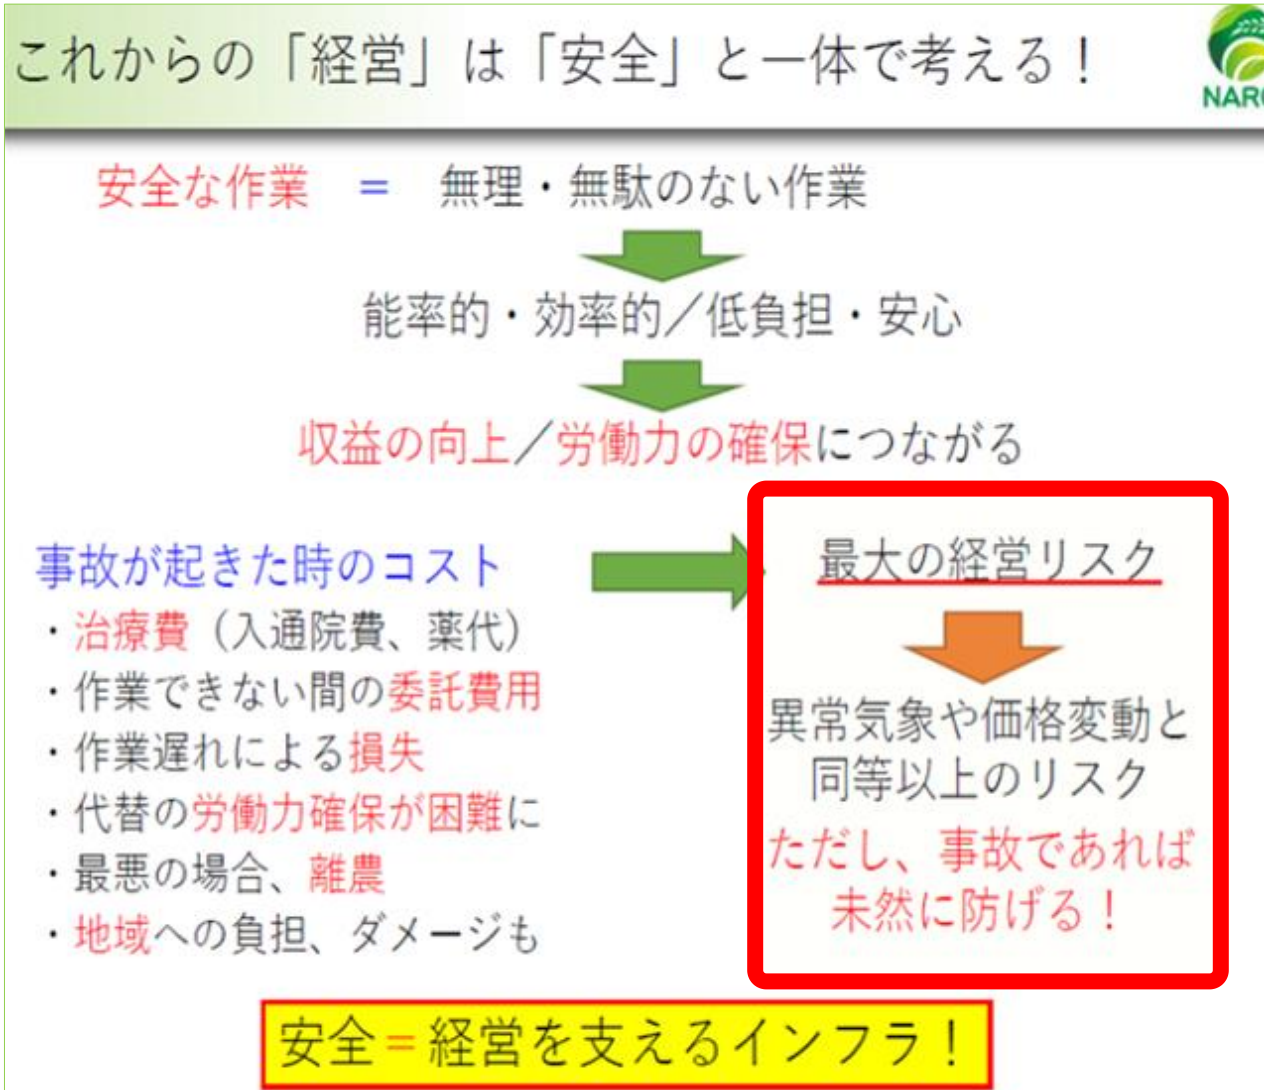 これからの「経営」は「安全」と一体で考える！
安全な作業 = 無理・無駄のない作業
能率的・効率的／低負担・安心
収益の向上／労働力の確保につながる
事故が起きた時のコスト
・治療費（入通院費、薬代）
・作業できない間の委託費用
・作業遅れによる損失
・代替の労働力確保が困難に
・最悪の場合、離農
・地域への負担、ダメージも
最大の経営リスク
異常気象や価格変動と
同等以上のリスク
ただし、事故であれば
未然に防げる！
安全=経営を支えるインフラ！